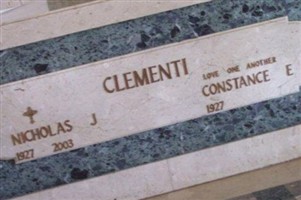 CLEMENTI
NICHOLAS J
1927 2003
LOVE ONE ANOTHER
CONSTANCE E
1927